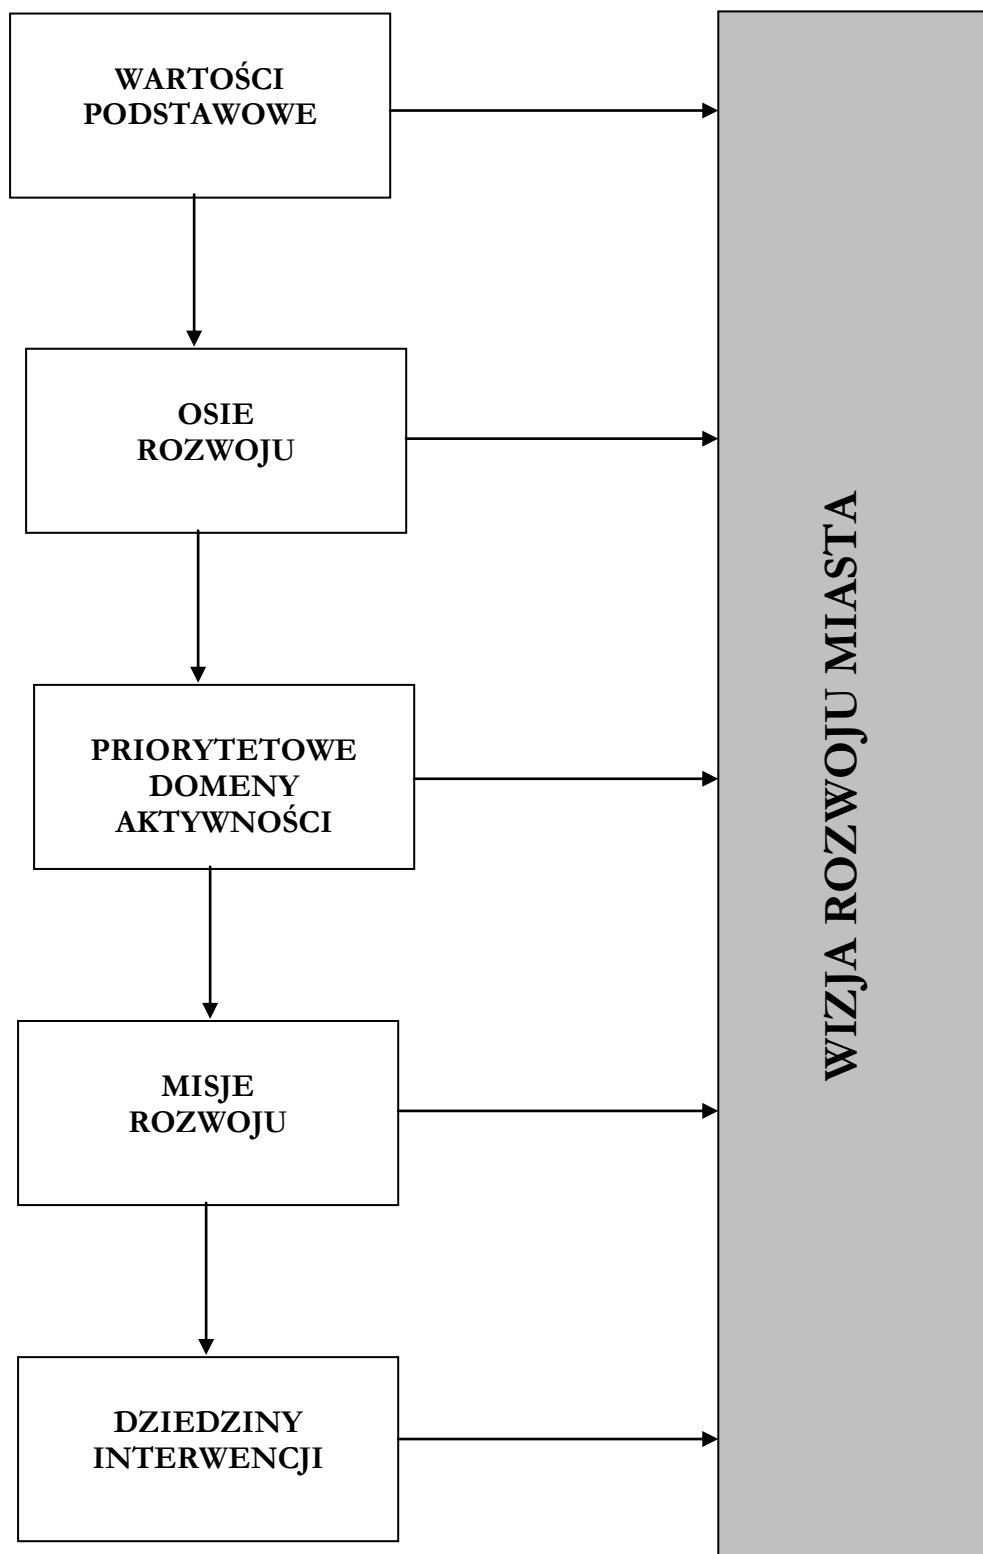 WARTOŚCI
PODSTAWOWE
OSIE
ROZWOJU
PRIORYTETOWE
DOMENY
AKTYWNOŚCI
MISJE
ROZWOJU
DZIEDZINY
INTERWENCJI
WIZJA ROZWOJU MIASTA